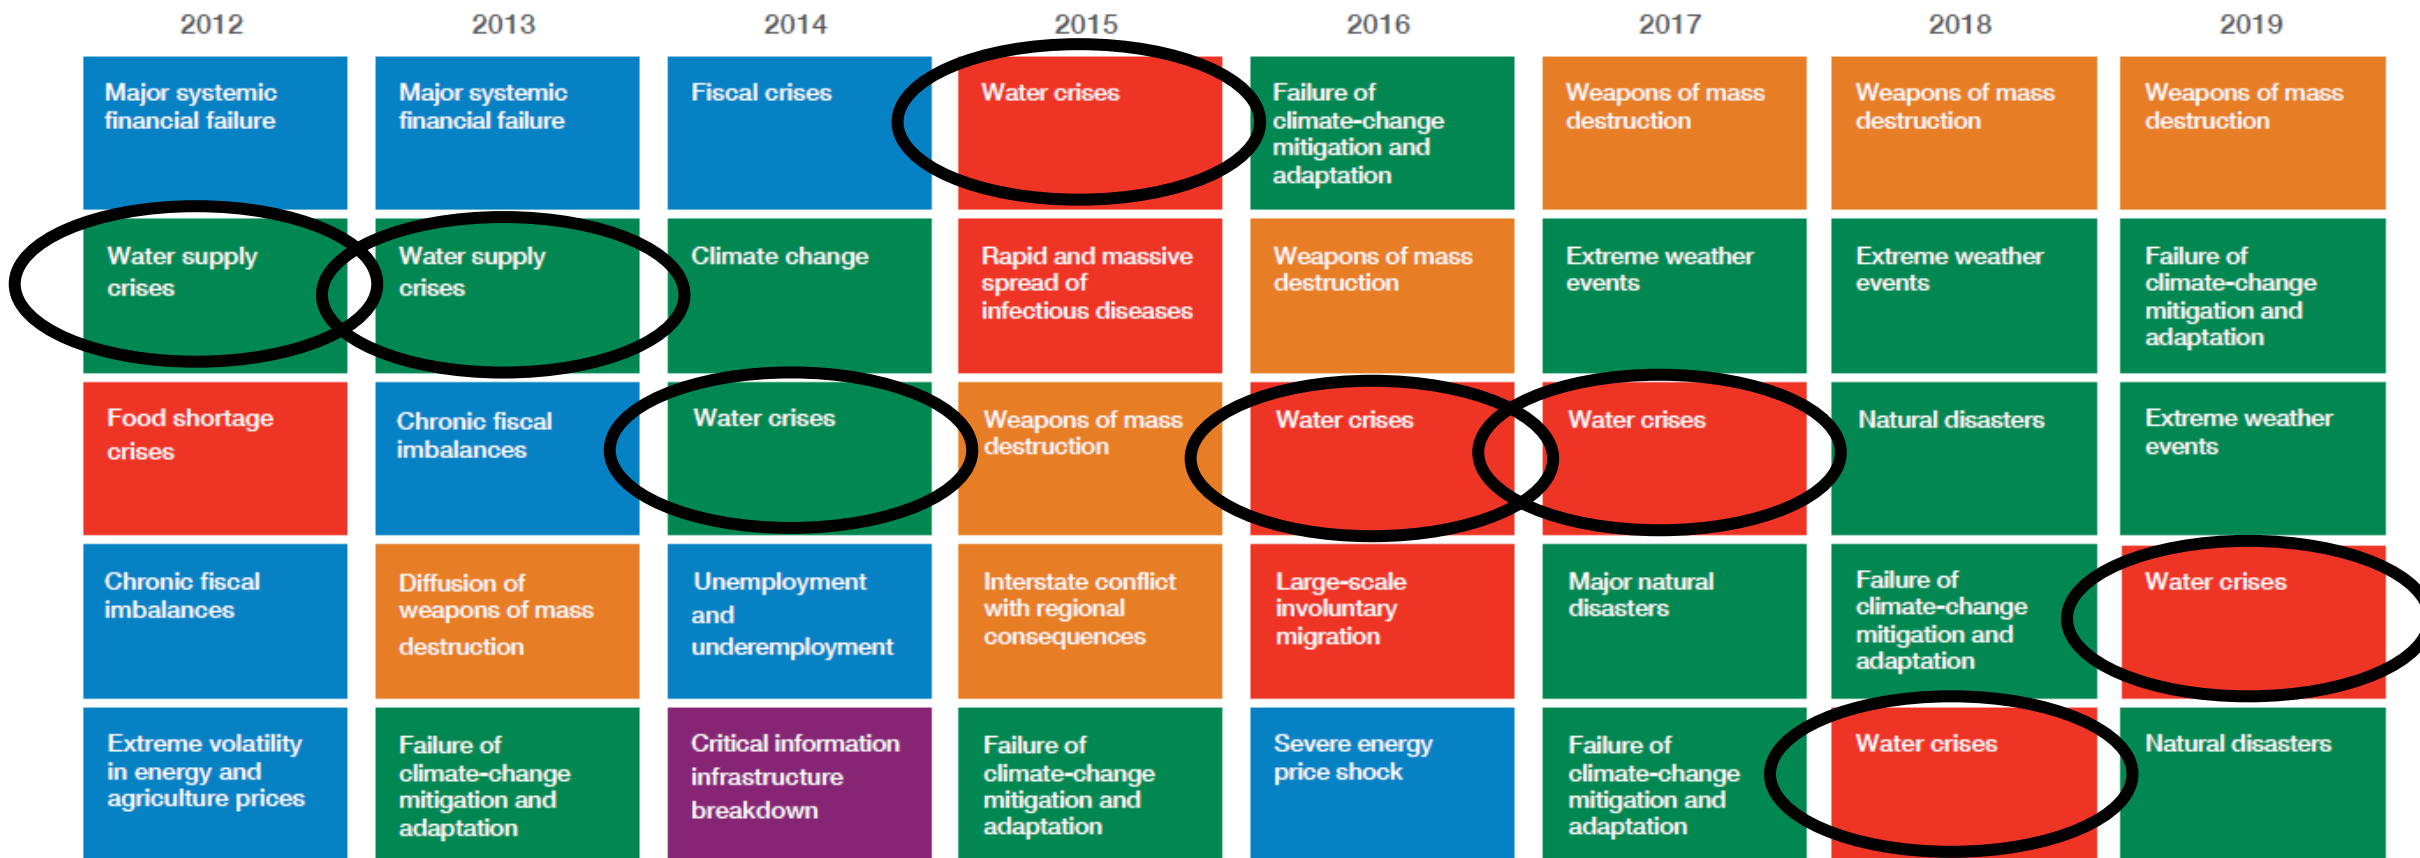 2012 2013 2014 2015 2016 2017 2018 2019
Major systemic
financial failure
Major systemic
financial failure
Fiscal crises
Water crises
Failure of
climate-change
mitigation and
adaptation
Weapons of mass
destruction
Weapons of mass
destruction
Weapons of mass
destruction
Water supply
crises
Water supply
crises
Climate change
Rapid and massive
spread of
infectious diseases
Weapons of mass
destruction
Extreme weather
events
Extreme weather
events
Failure of
climate-change
mitigation and
adaptation
Food shortage
crises
Chronic fiscal
imbalances
Water crises
Weapons of mass
destruction
Water crises
Water crises
Natural disasters
Extreme weather
events
Chronic fiscal
imbalances
Diffusion of
weapons of mass
destruction
Unemployment
and
underemployment
Interstate conflict
with regional
consequences
Large-scale
involuntary
migration
Major natural
disasters
Failure of
climate-change
mitigation and
adaptation
Water crises
Extreme volatility
in energy and
agriculture prices
Failure of
climate-change
mitigation and
adaptation
Critical information
infrastructure
breakdown
Failure of
climate-change
mitigation and
adaptation
Severe energy
price shock
Failure of
climate-change
mitigation and
adaptation
Water crises
Natural disasters